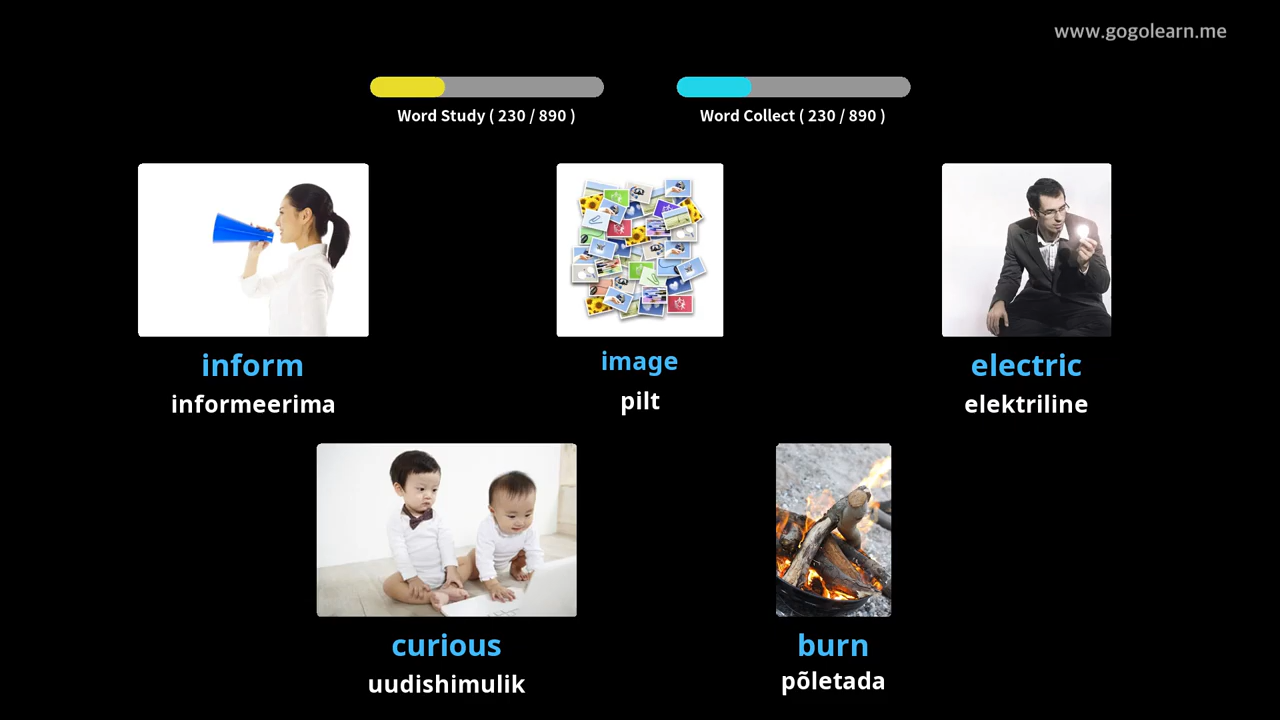 www.gogolearn.me
Word Study ( 230 / 890 )
Word Collect ( 230 / 890 )
inform
informeerima
image
pilt
electric
elektriline
curious
uudishimulik
burn
põletada